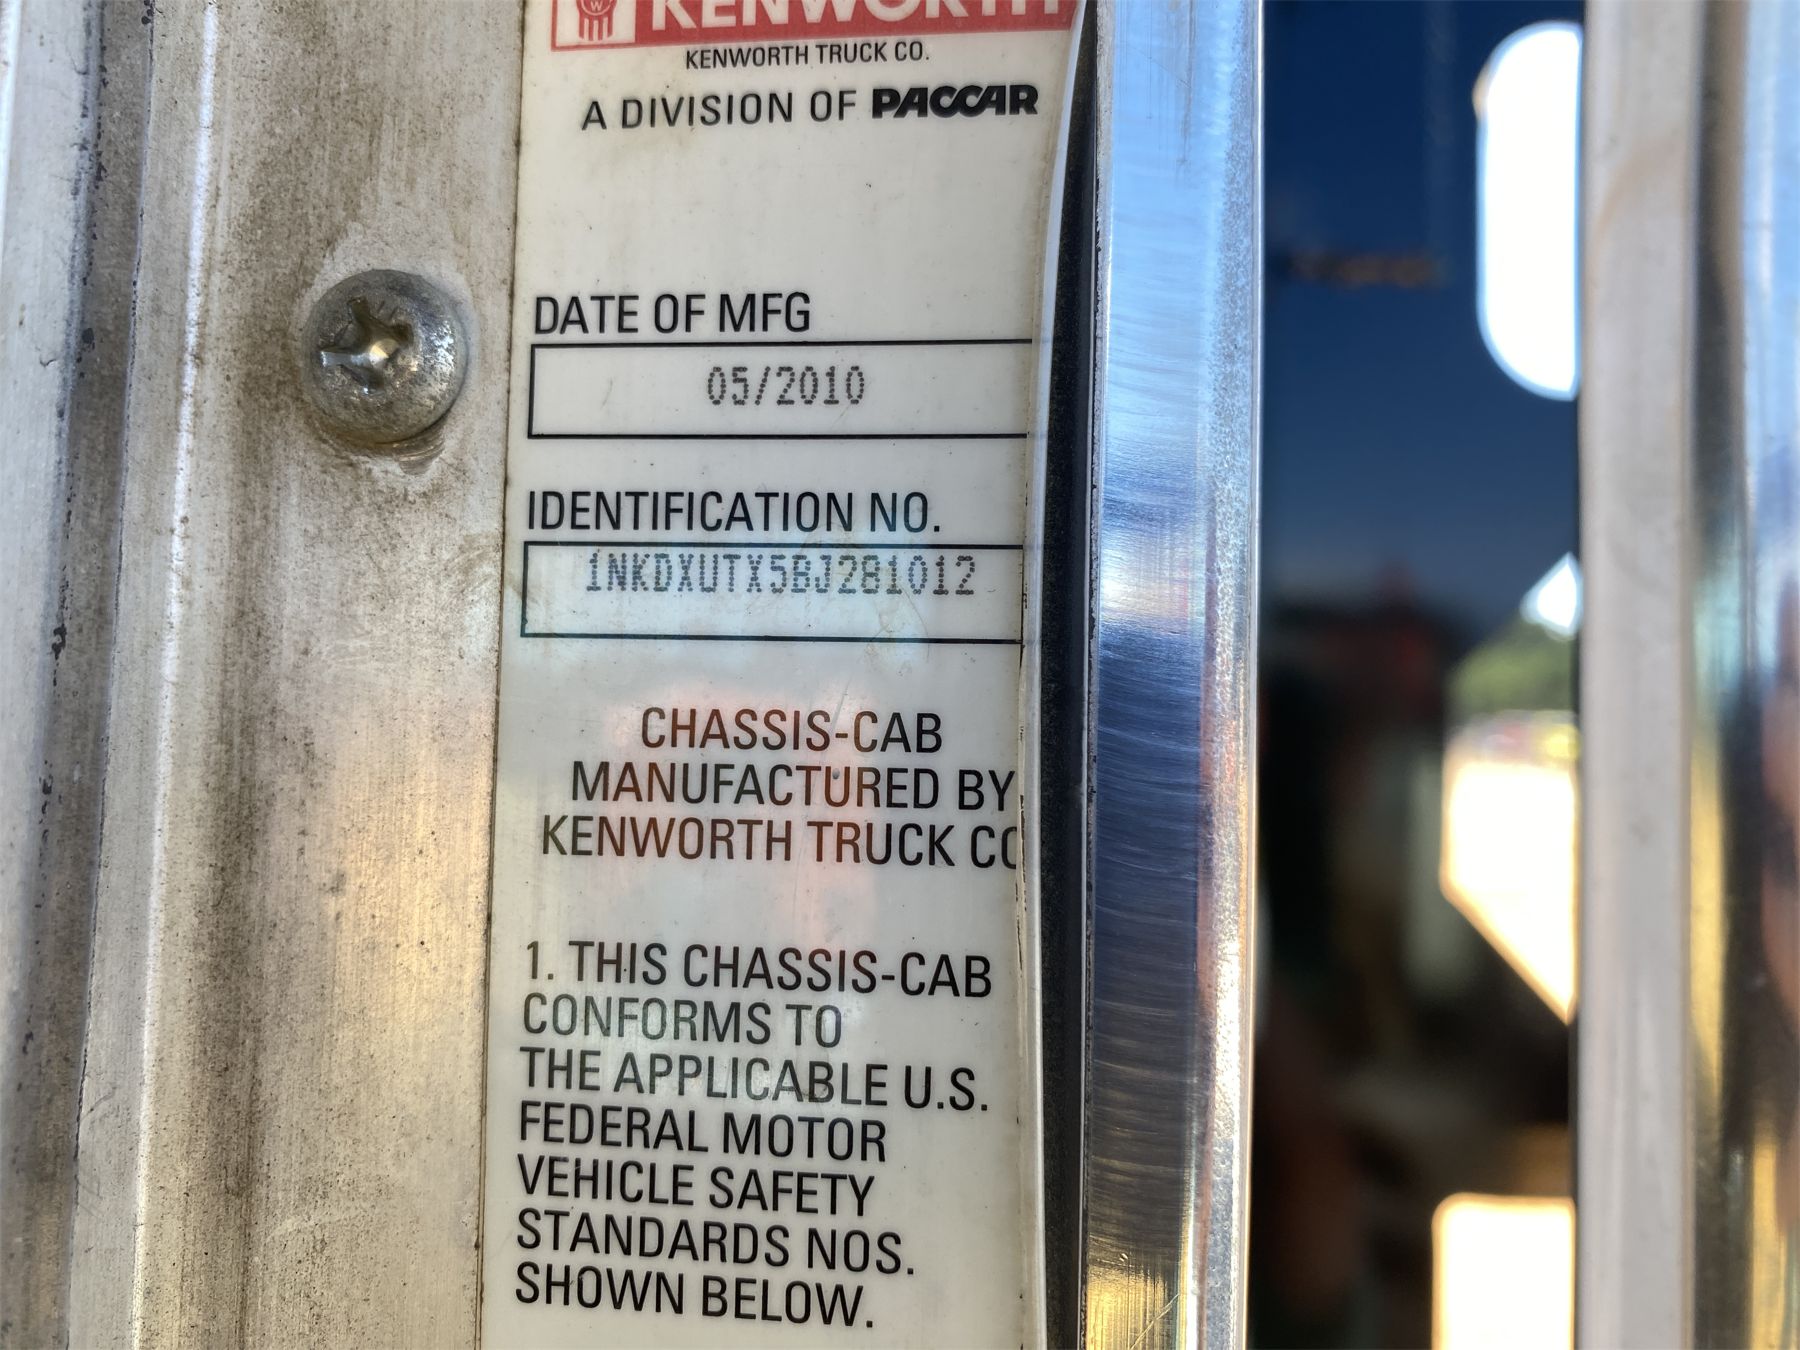 KENWORTH
KENWORTH TRUCK CO.
A DIVISION OF PACCAR
DATE OF MFG
05/2010
IDENTIFICATION NO.
1NKDXUTX5BJ281012
CHASSIS-CAB
MANUFACTURED BY
KENWORTH TRUCK CO
1. THIS CHASSIS-CAB
CONFORMS TO
THE APPLICABLE U.S.
FEDERAL MOTOR
VEHICLE SAFETY
STANDARDS NOS.
SHOWN BELOW.